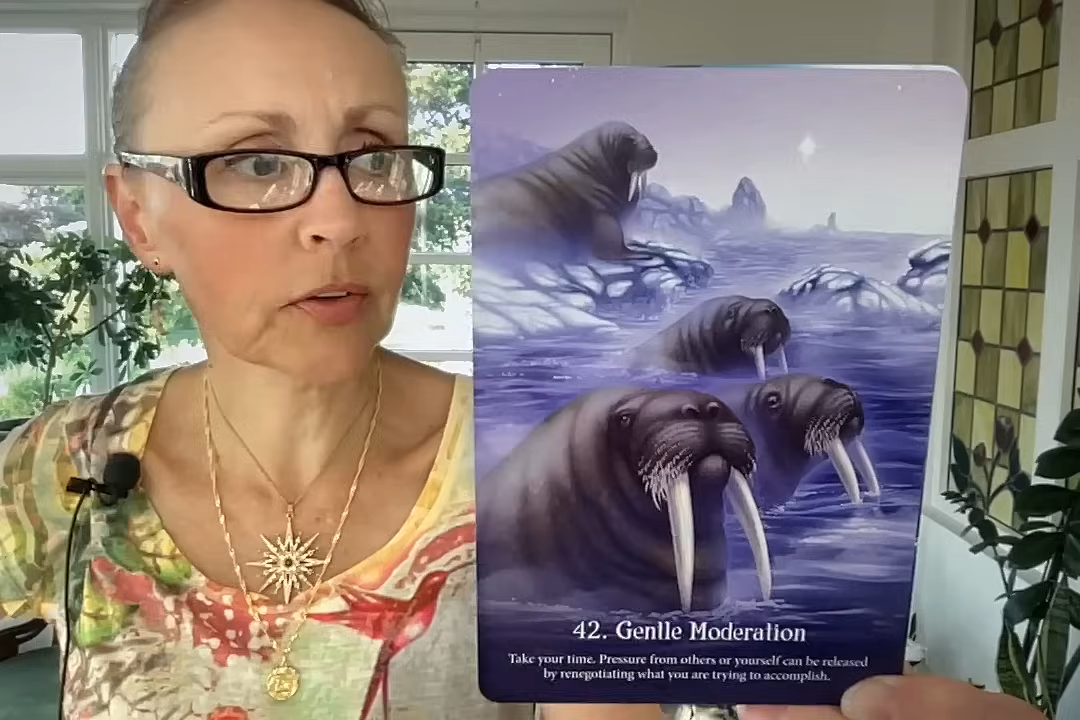 42. Gentle Moderation
Take your time. Pressure from others or yourself can be released
by renegotiating what you are trying to accomplish.